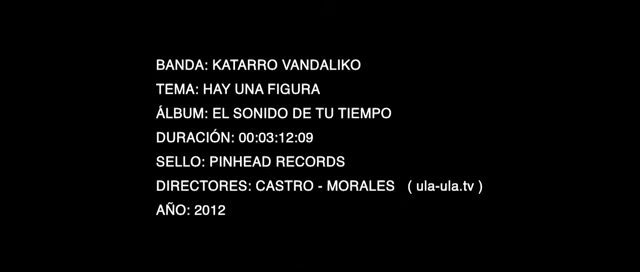 BANDA: KATARRO VANDALIKO
TEMA: HAY UNA FIGURA
ÁLBUM: EL SONIDO DE TU TIEMPO
DURACIÓN: 00:03:12:09
SELLO: PINHEAD RECORDS
DIRECTORES: CASTRO - MORALES ( ula-ula.tv )
AÑO: 2012